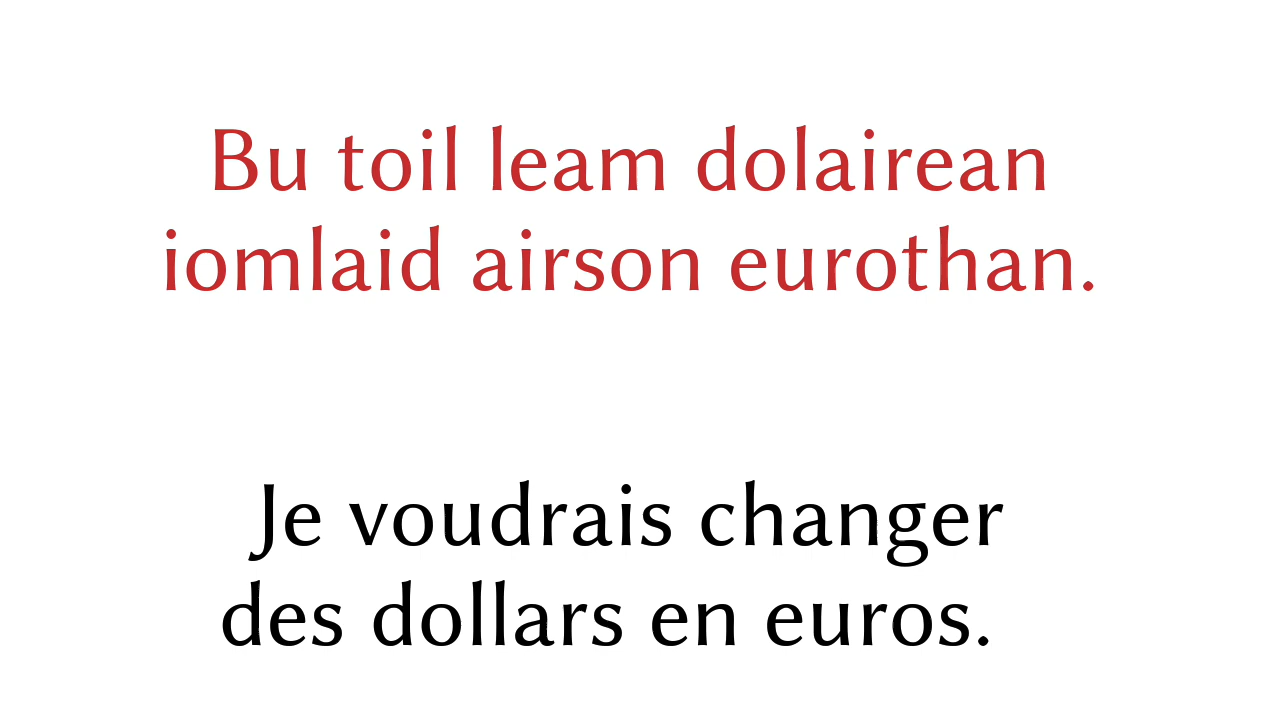 Bu toil leam dolairean
iomlaid airson eurothan.
Je voudrais changer
des dollars en euros.